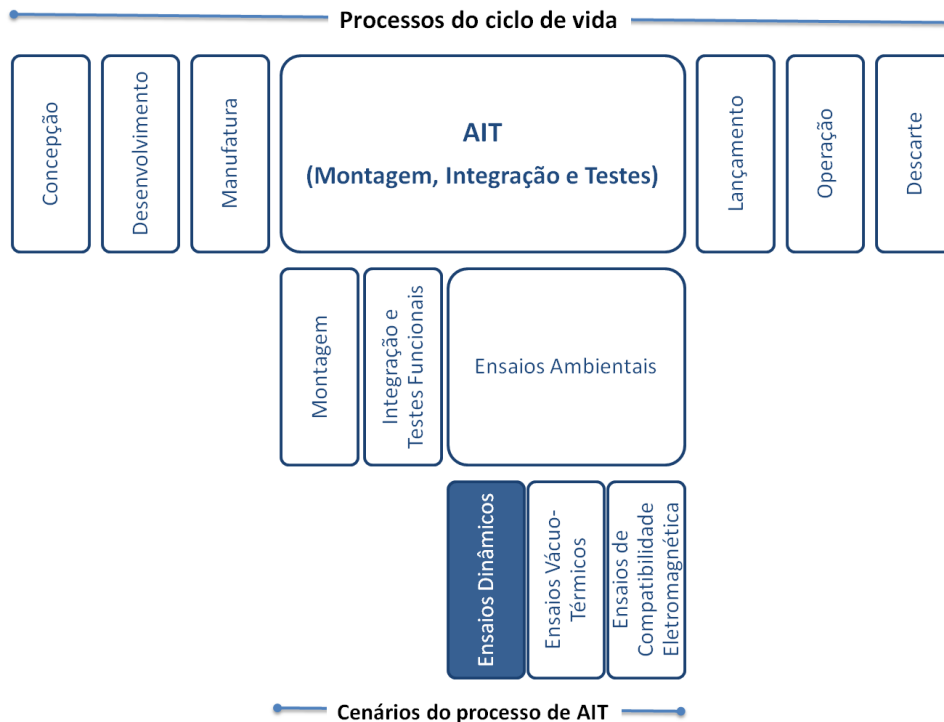 Processos do ciclo de vida
Concepção
Desenvolvimento
Manufatura
AIT
(Montagem, Integração e Testes)
Lançamento
Operação
Descarte
Montagem
Integração e
Testes Funcionais
Ensaios Ambientais
Ensaios Dinâmicos
Ensaios Vácuo-
Térmicos
Ensaios de
Compatibilidade
Eletromagnética
Cenários do processo de AIT